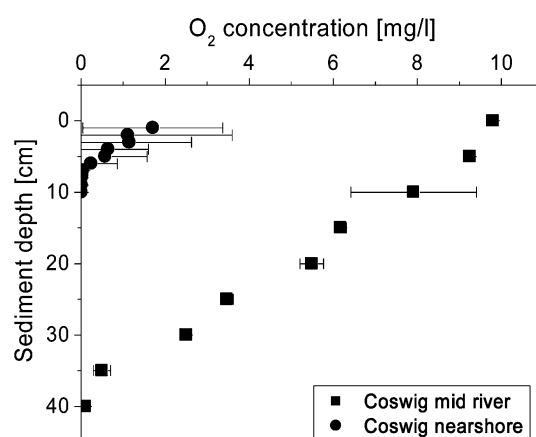 O₂ concentration [mg/l]
0 2 4 6 8 10
Sediment depth [cm]
0
10
20
30
40
Coswig mid river
Coswig nearshore